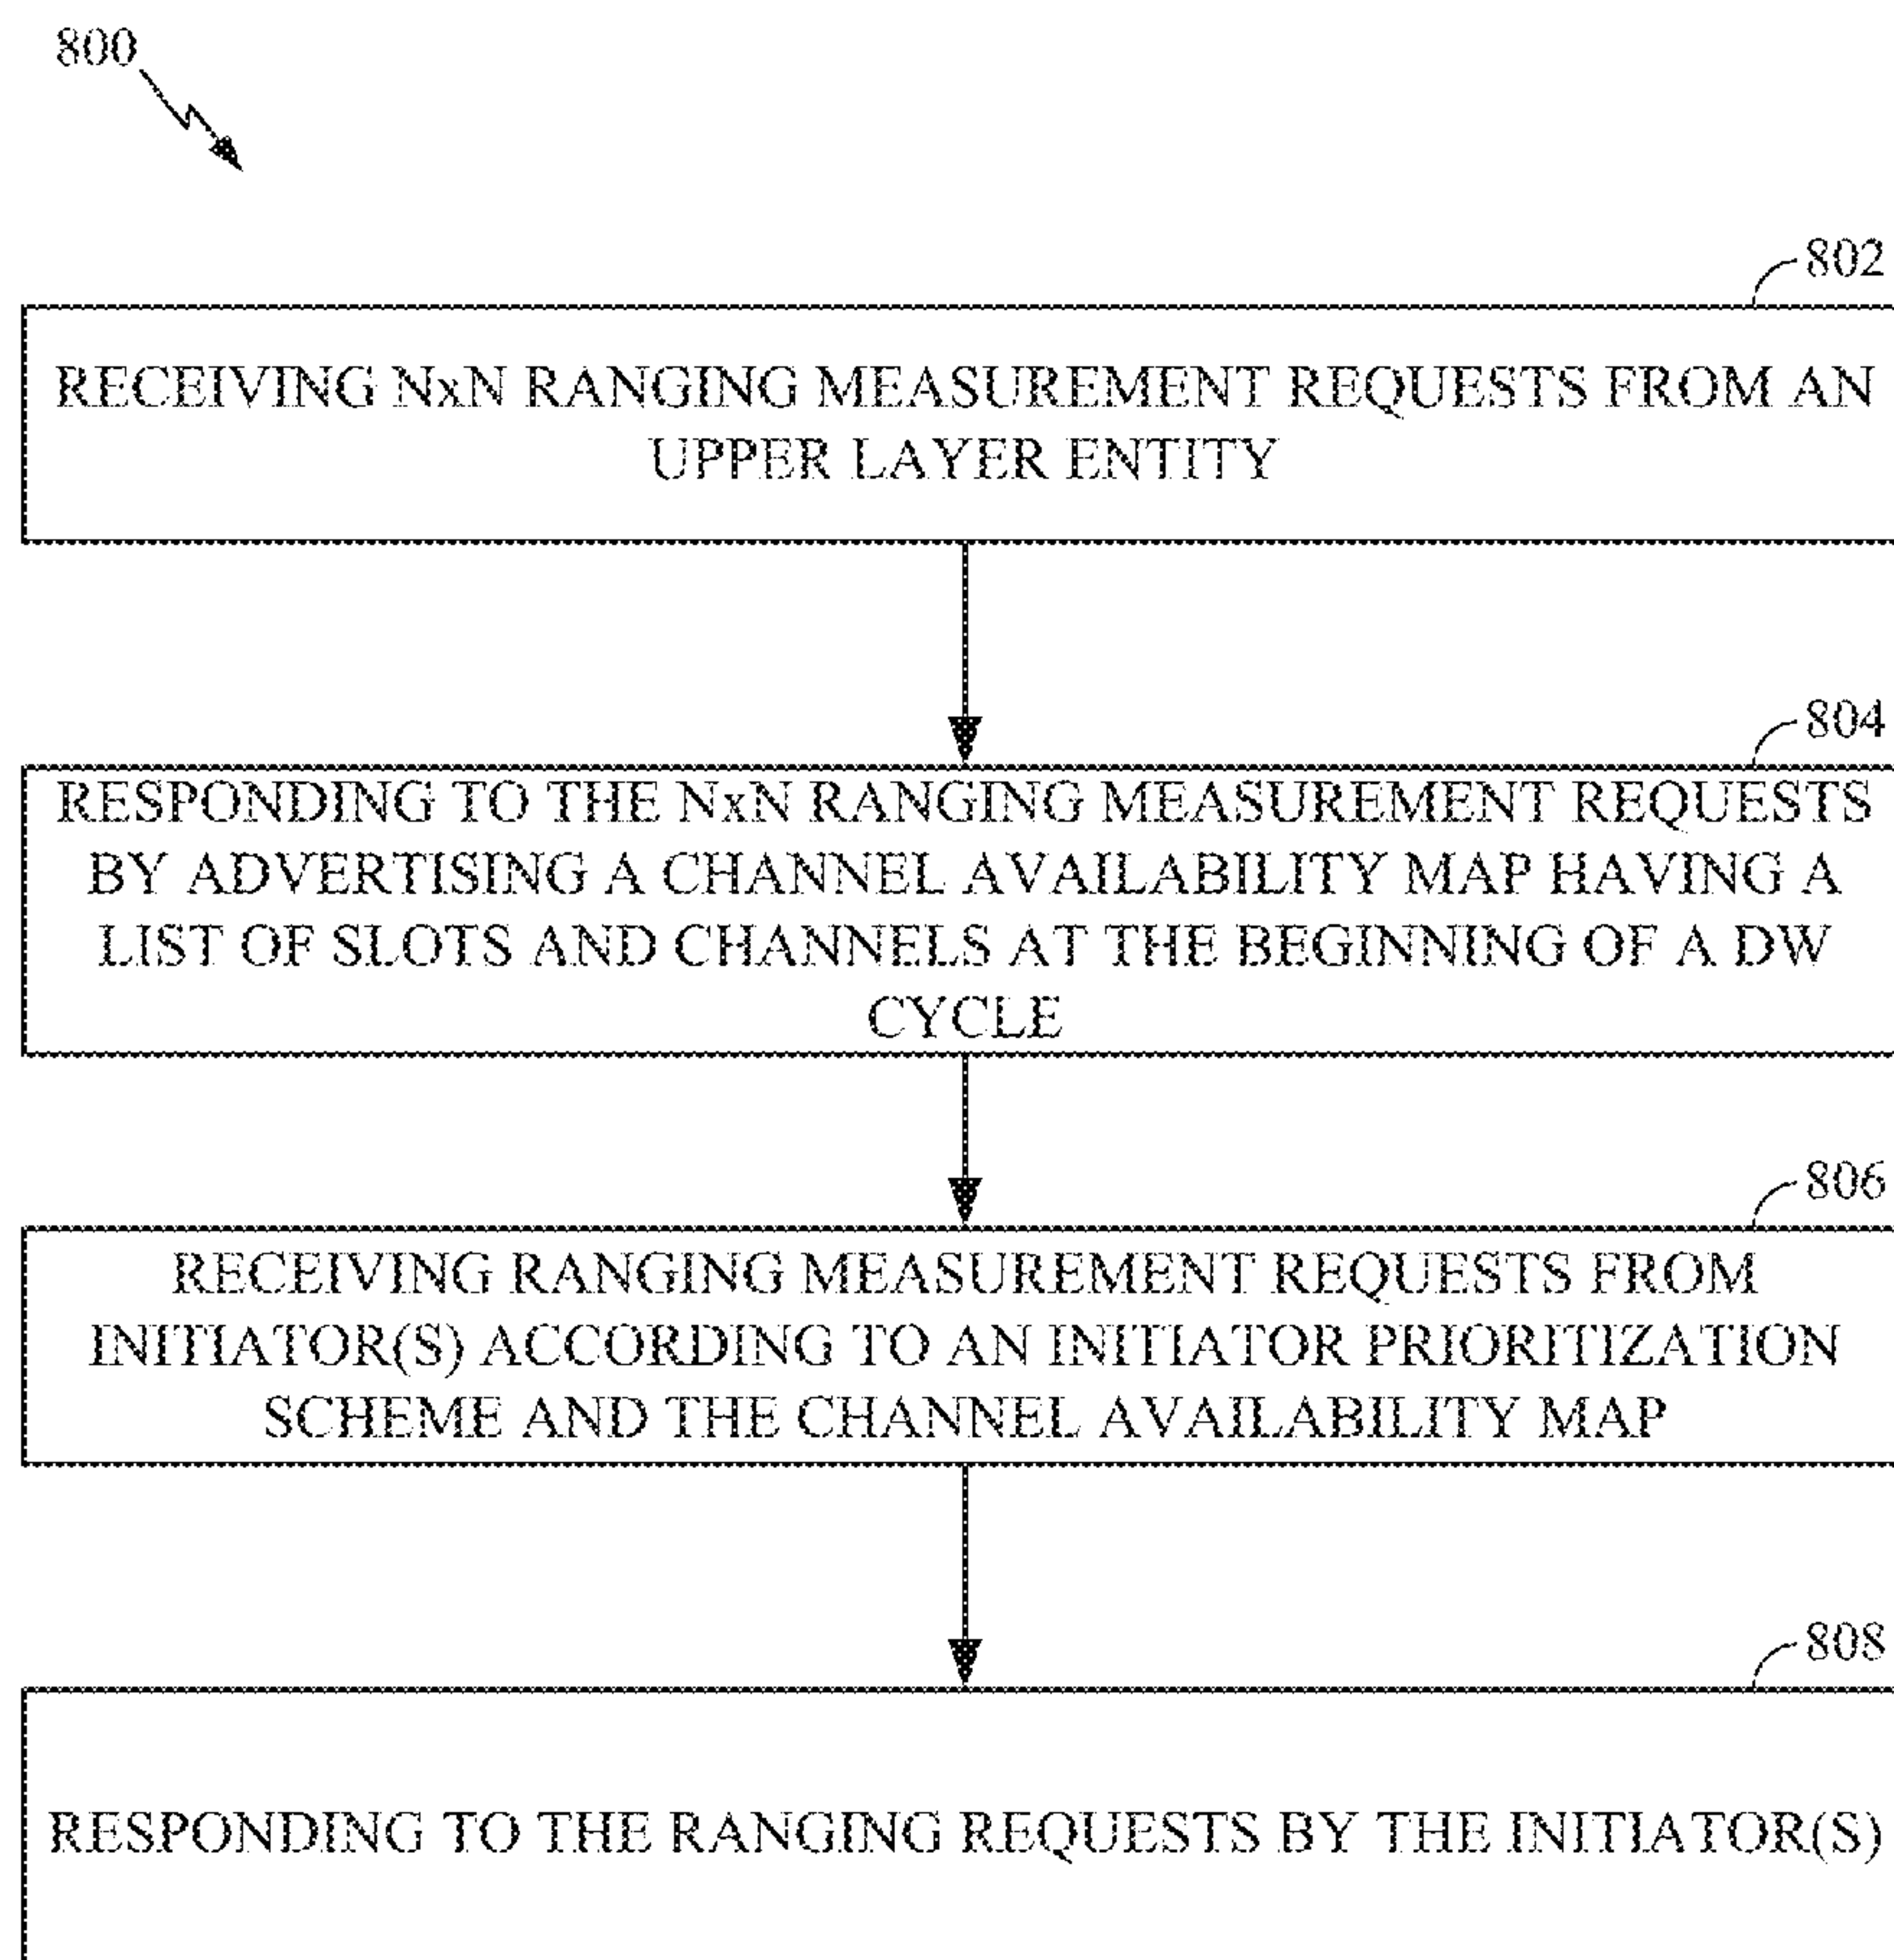 800
802
RECEIVING NxN RANGING MEASUREMENT REQUESTS FROM AN
UPPER LAYER ENTITY
804
RESPONDING TO THE NxN RANGING MEASUREMENT REQUESTS
BY ADVERTISING A CHANNEL AVAILABILITY MAP HAVING A
LIST OF SLOTS AND CHANNELS AT THE BEGINNING OF A DW
CYCLE
806
RECEIVING RANGING MEASUREMENT REQUESTS FROM
INITIATOR(S) ACCORDING TO AN INITIATOR PRIORITIZATION
SCHEME AND THE CHANNEL AVAILABILITY MAP
808
RESPONDING TO THE RANGING REQUESTS BY THE INITIATOR(S)